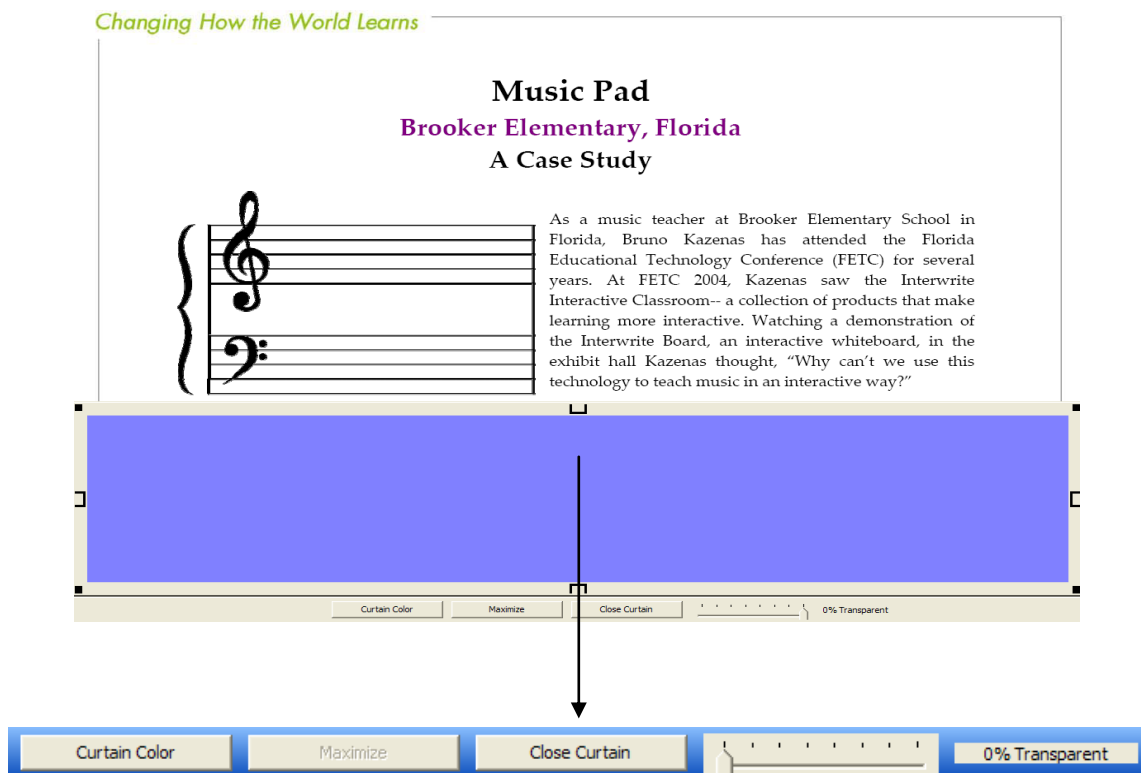 Changing How the World Learns
Music Pad
Brooker Elementary, Florida
A Case Study
As a music teacher at Brooker Elementary School in
Florida, Bruno Kazenas has attended the Florida
Educational Technology Conference (FETC) for several
years. At FETC 2004, Kazenas saw the Interwrite
Interactive Classroom-- a collection of products that make
learning more interactive. Watching a demonstration of
the Interwrite Board, an interactive whiteboard, in the
exhibit hall Kazenas thought, “Why can’t we use this
technology to teach music in an interactive way?”
Curtain Color Maximize Close Curtain 0% Transparent
Curtain Color Maximize Close Curtain 0% Transparent